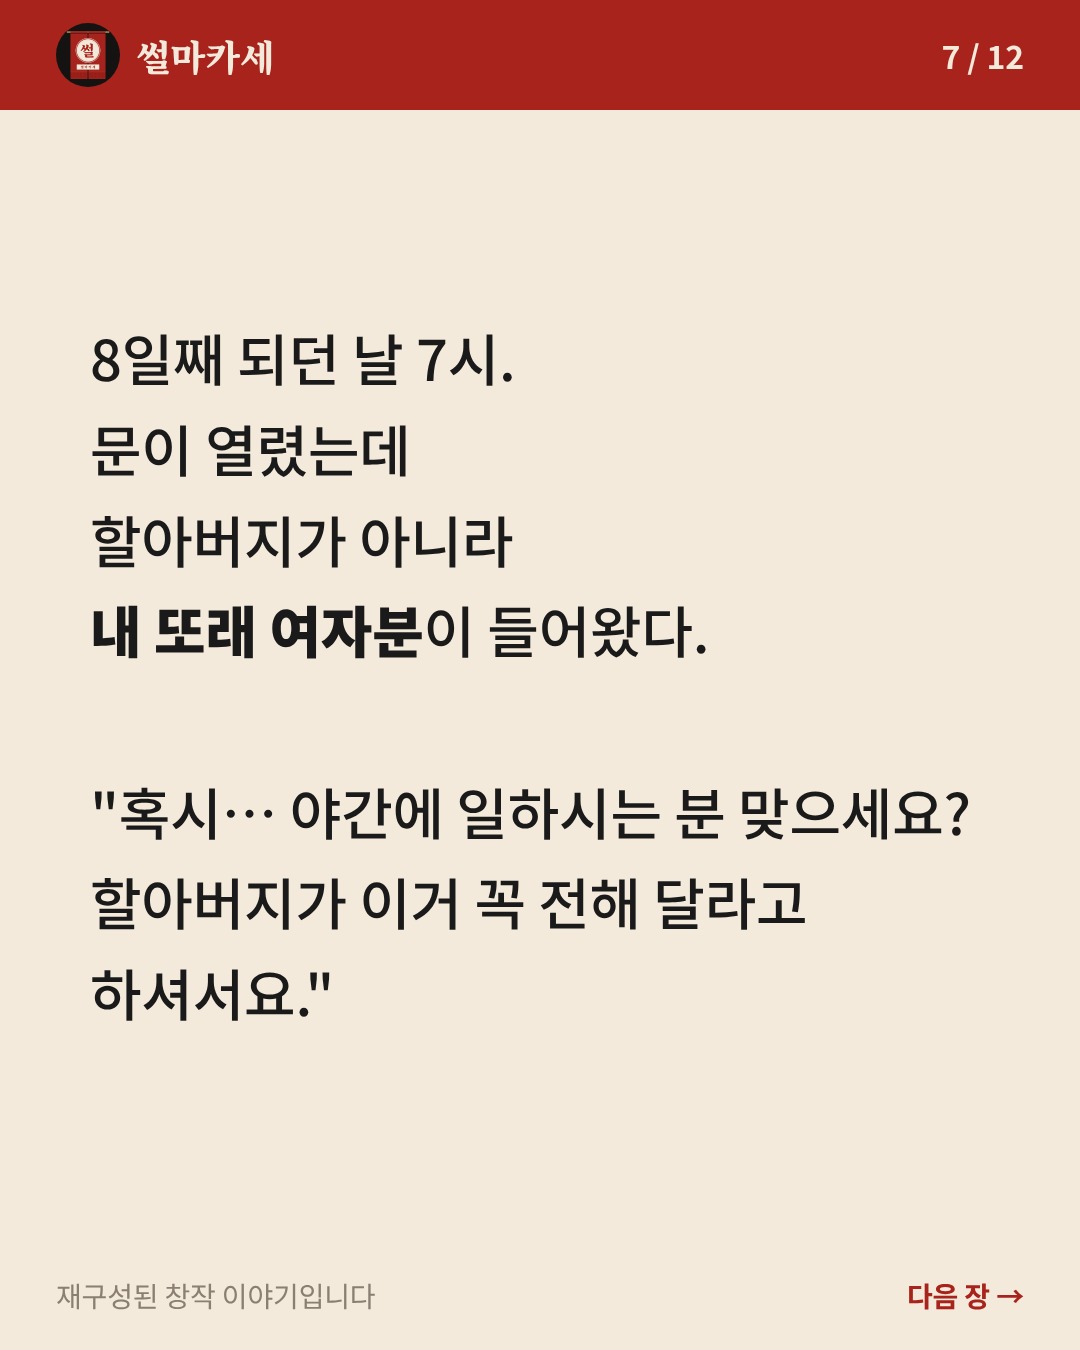 썰
썰마카세
7 / 12
8일째 되던 날 7시.
문이 열렸는데
할아버지가 아니라
내 또래 여자분이 들어왔다.
"혹시… 야간에 일하시는 분 맞으세요?
할아버지가 이거 꼭 전해 달라고
하셔서요."
재구성된 창작 이야기입니다
다음 장 →